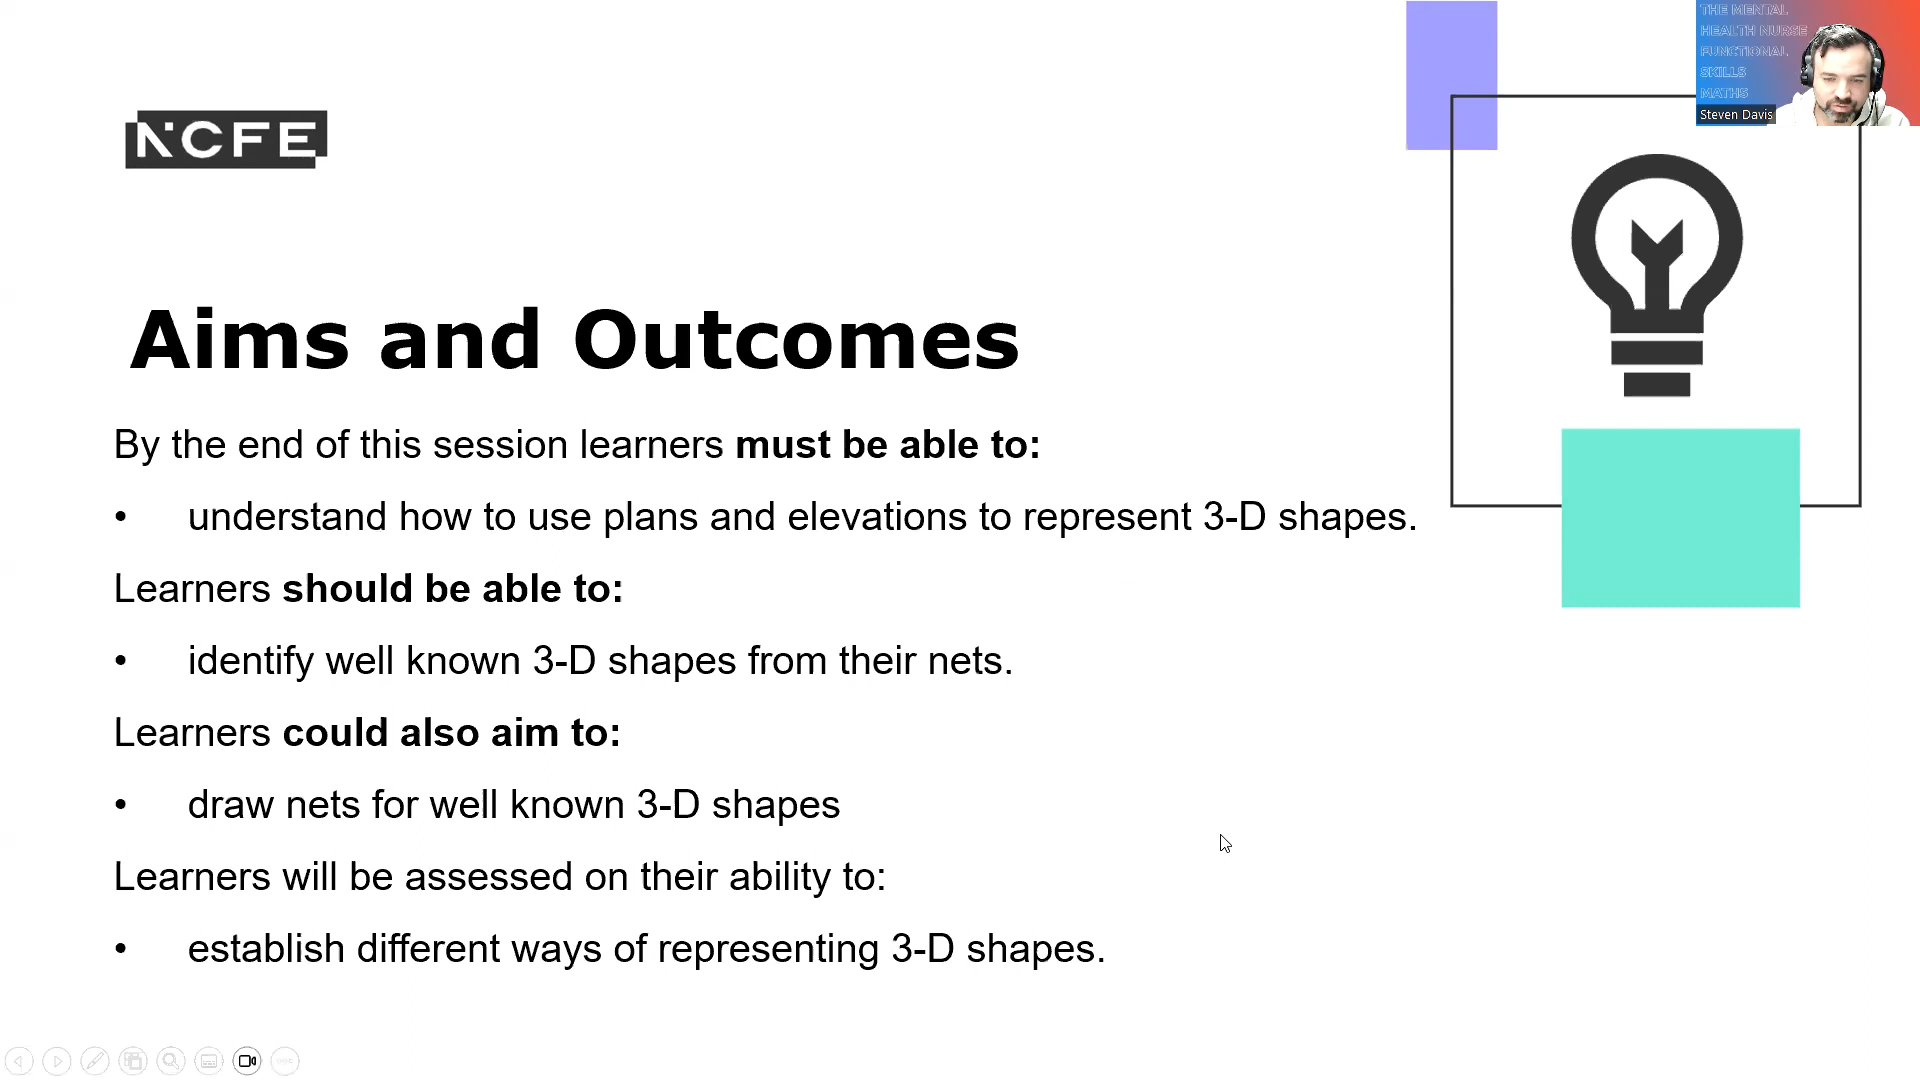 THE MENTAL
HEALTH NURSE
FUNCTIONAL
SKILLS
MATHS
Steven Davis
NCFE
Aims and Outcomes
By the end of this session learners must be able to:
• understand how to use plans and elevations to represent 3-D shapes.
Learners should be able to:
• identify well known 3-D shapes from their nets.
Learners could also aim to:
• draw nets for well known 3-D shapes
Learners will be assessed on their ability to:
• establish different ways of representing 3-D shapes.